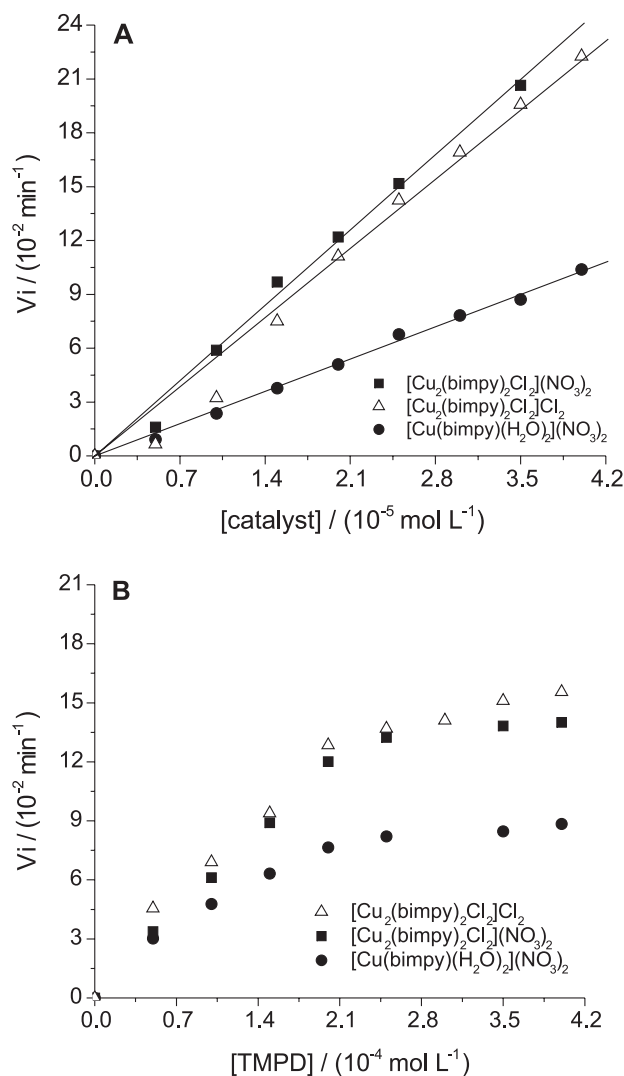 A
24
21
18
15
12
9
6
3
0
Vi / (10⁻² min⁻¹)
■ [Cu₂(bimpy)₂Cl₂](NO₃)₂
△ [Cu₂(bimpy)₂Cl₂]Cl₂
● [Cu(bimpy)(H₂O)₂](NO₃)₂
0.0 0.7 1.4 2.1 2.8 3.5 4.2
[catalyst] / (10⁻⁵ mol L⁻¹)
B
21
18
15
12
9
6
3
0
Vi / (10⁻² min⁻¹)
△ [Cu₂(bimpy)₂Cl₂]Cl₂
■ [Cu₂(bimpy)₂Cl₂](NO₃)₂
● [Cu(bimpy)(H₂O)₂](NO₃)₂
0.0 0.7 1.4 2.1 2.8 3.5 4.2
[TMPD] / (10⁻⁴ mol L⁻¹)